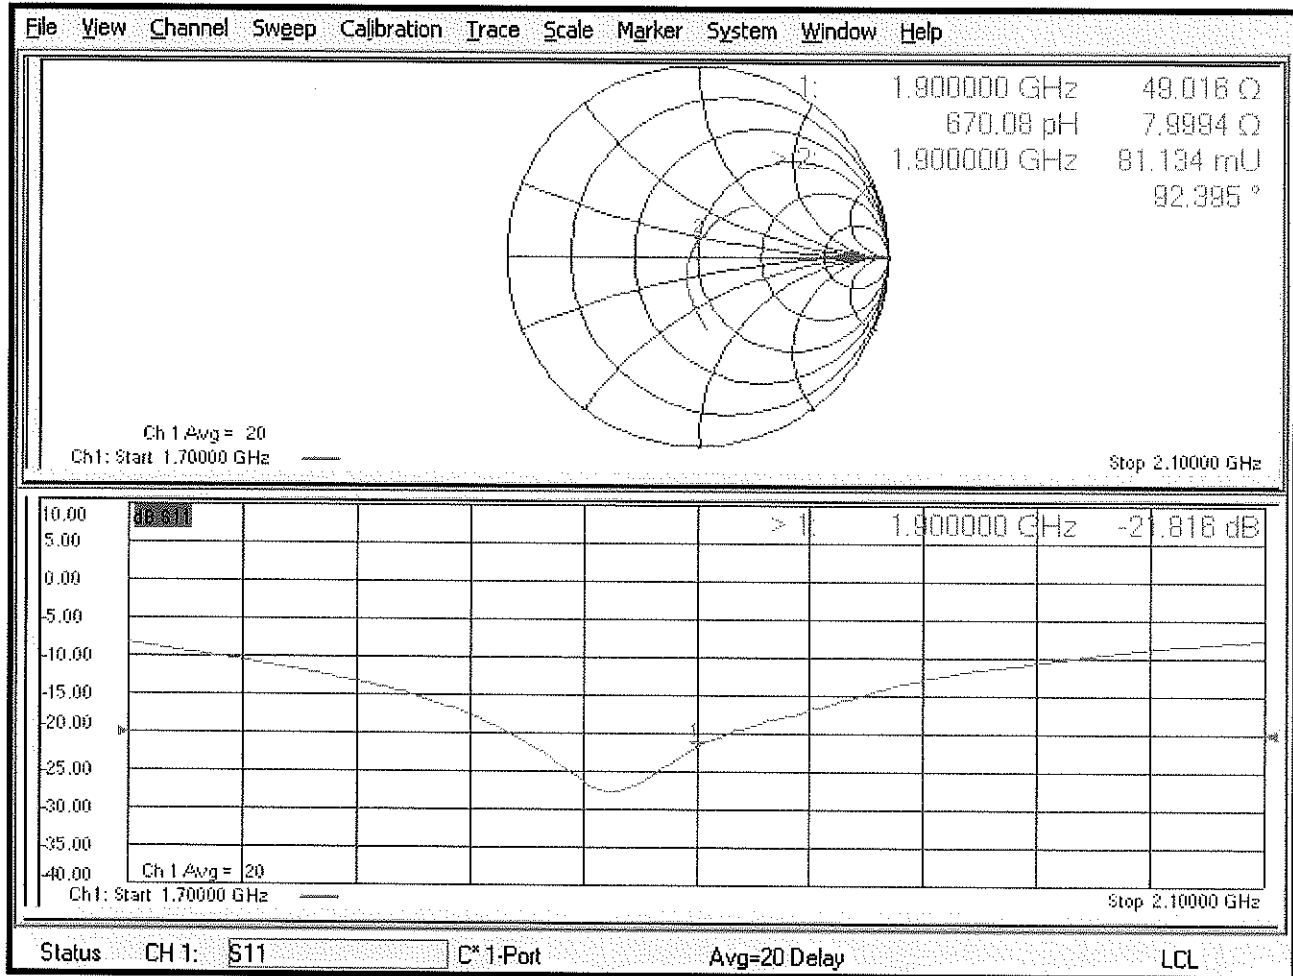 File View Channel Sweep Calibration Trace Scale Marker System Window Help
1: 1.900000 GHz 49.016 Ω
670.08 pH 7.9994 Ω
> 2: 1.900000 GHz 81.134 mU
92.395 °
2
Ch 1 Avg = 20
Ch1: Start 1.70000 GHz
Stop 2.10000 GHz
10.00
dB S11
> 1: 1.900000 GHz -21.816 dB
5.00
0.00
-5.00
-10.00
-15.00
-20.00
1
-25.00
-30.00
-35.00
-40.00
Ch 1 Avg = 20
Ch1: Start 1.70000 GHz
Stop 2.10000 GHz
Status CH 1: S11 C* 1-Port Avg=20 Delay LCL